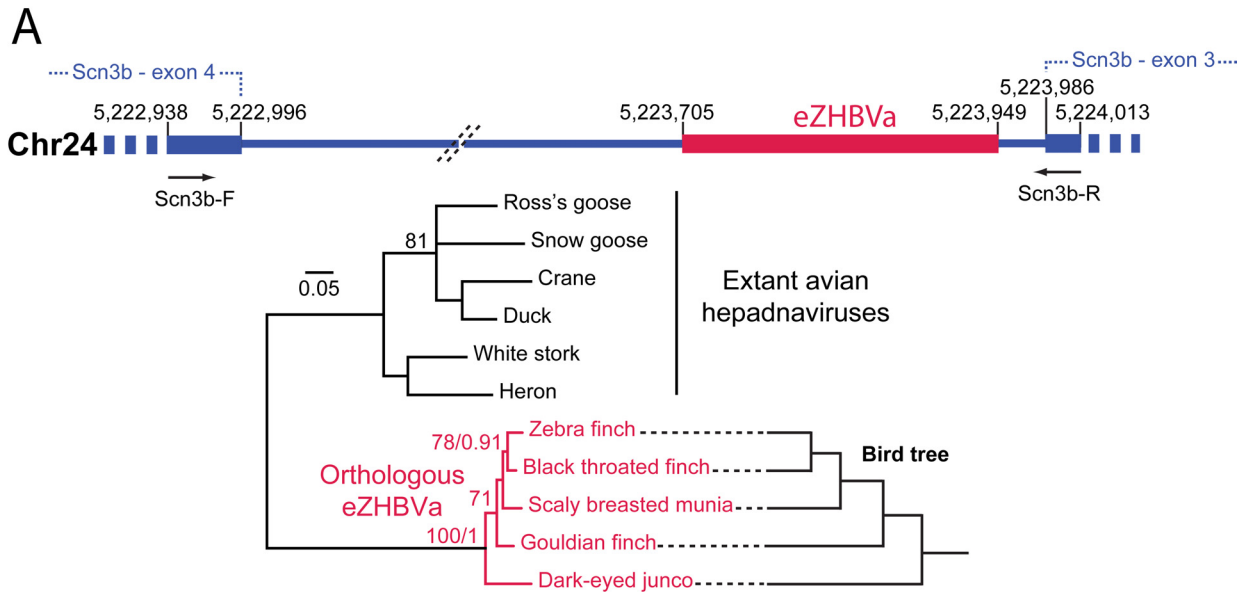 A
Scn3b - exon 4
Scn3b - exon 3
5,222,938
5,222,996
5,223,705
eZHBVa
5,223,949
5,223,986
5,224,013
Chr24
Scn3b-F
Scn3b-R
Ross's goose
81
Snow goose
0.05
Crane
Duck
Extant avian
hepadnaviruses
White stork
Heron
78/0.91
Zebra finch
Bird tree
Orthologous
eZHBVa
Black throated finch
71
Scaly breasted munia
100/1
Gouldian finch
Dark-eyed junco